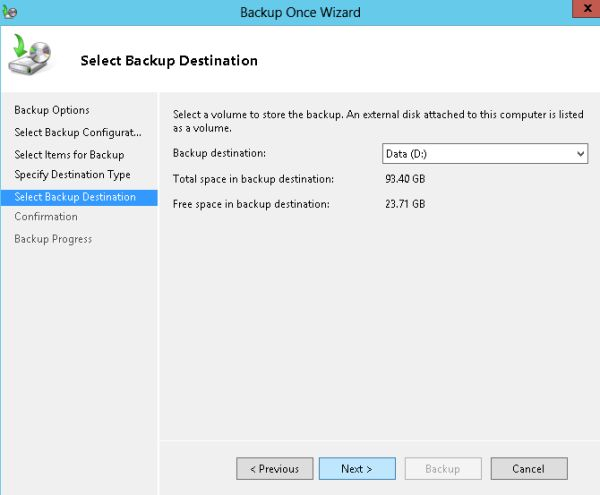 Backup Once Wizard
x
Select Backup Destination
Backup Options
Select Backup Configurat...
Select Items for Backup
Specify Destination Type
Select Backup Destination
Confirmation
Backup Progress
Select a volume to store the backup. An external disk attached to this computer is listed
as a volume.
Backup destination: Data (D:)
Total space in backup destination: 93.40 GB
Free space in backup destination: 23.71 GB
< Previous Next > Backup Cancel